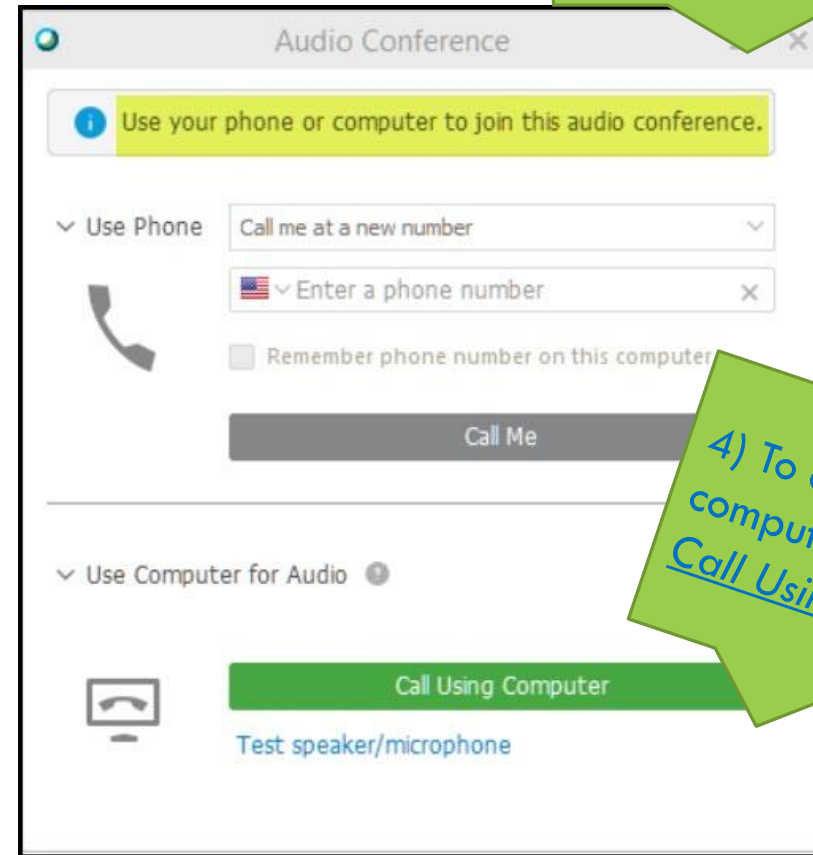 Audio Conference
Use your phone or computer to join this audio conference.
Use Phone
Call me at a new number
Enter a phone number
Remember phone number on this computer
Call Me
4) To
comput
Call Usin
Use Computer for Audio
Call Using Computer
Test speaker/microphone